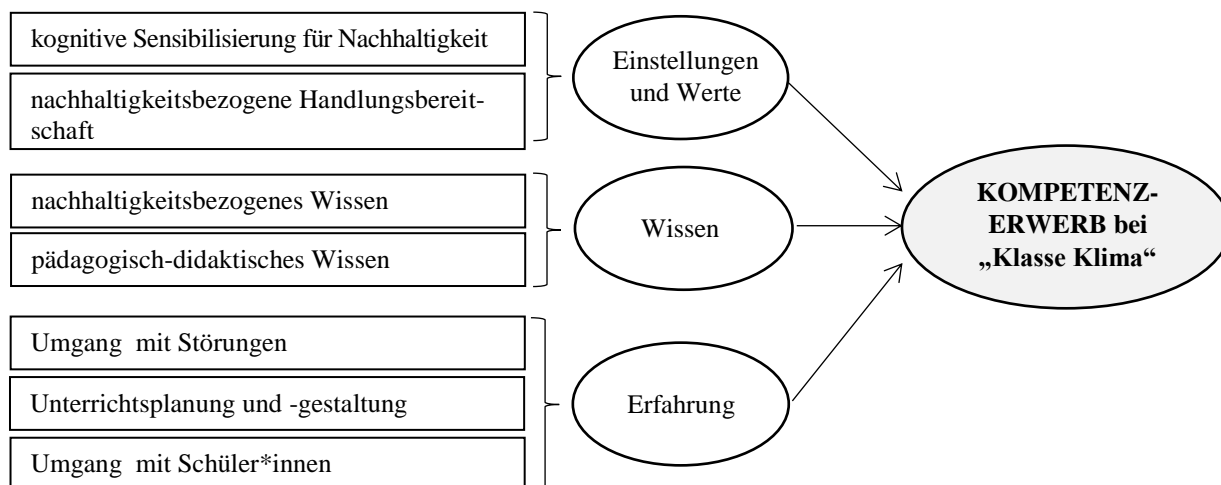 kognitive Sensibilisierung für Nachhaltigkeit
nachhaltigkeitsbezogene Handlungsbereit-
schaft
Einstellungen
und Werte
nachhaltigkeitsbezogenes Wissen
pädagogisch-didaktisches Wissen
Wissen
Umgang mit Störungen
Unterrichtsplanung und -gestaltung
Umgang mit Schüler*innen
Erfahrung
KOMPETENZ-
ERWERB bei
„Klasse Klima“